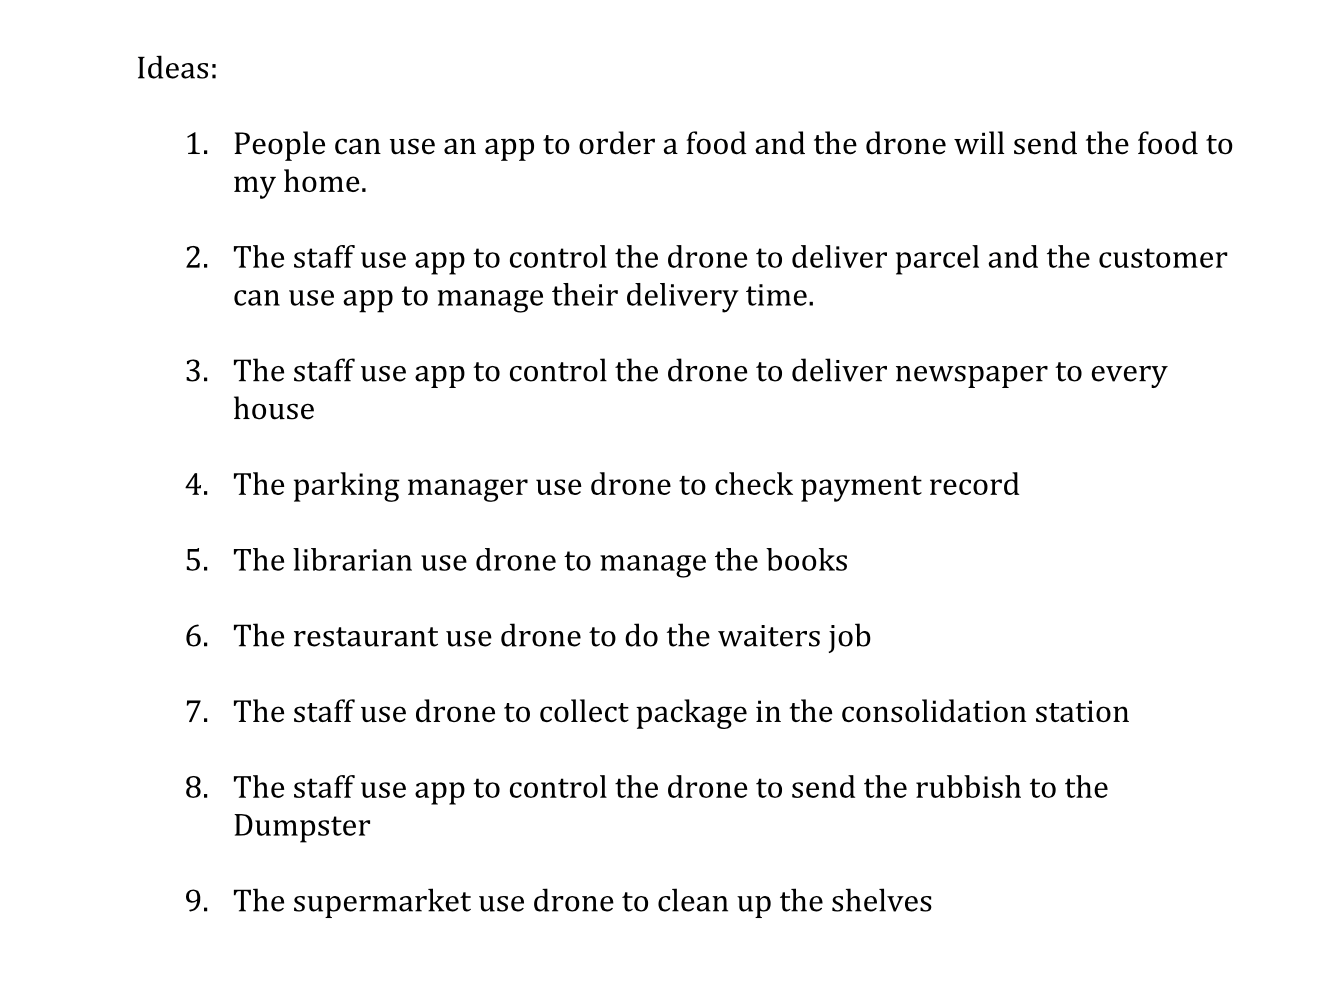 Ideas:
1. People can use an app to order a food and the drone will send the food to
my home.
2. The staff use app to control the drone to deliver parcel and the customer
can use app to manage their delivery time.
3. The staff use app to control the drone to deliver newspaper to every
house
4. The parking manager use drone to check payment record
5. The librarian use drone to manage the books
6. The restaurant use drone to do the waiters job
7. The staff use drone to collect package in the consolidation station
8. The staff use app to control the drone to send the rubbish to the
Dumpster
9. The supermarket use drone to clean up the shelves